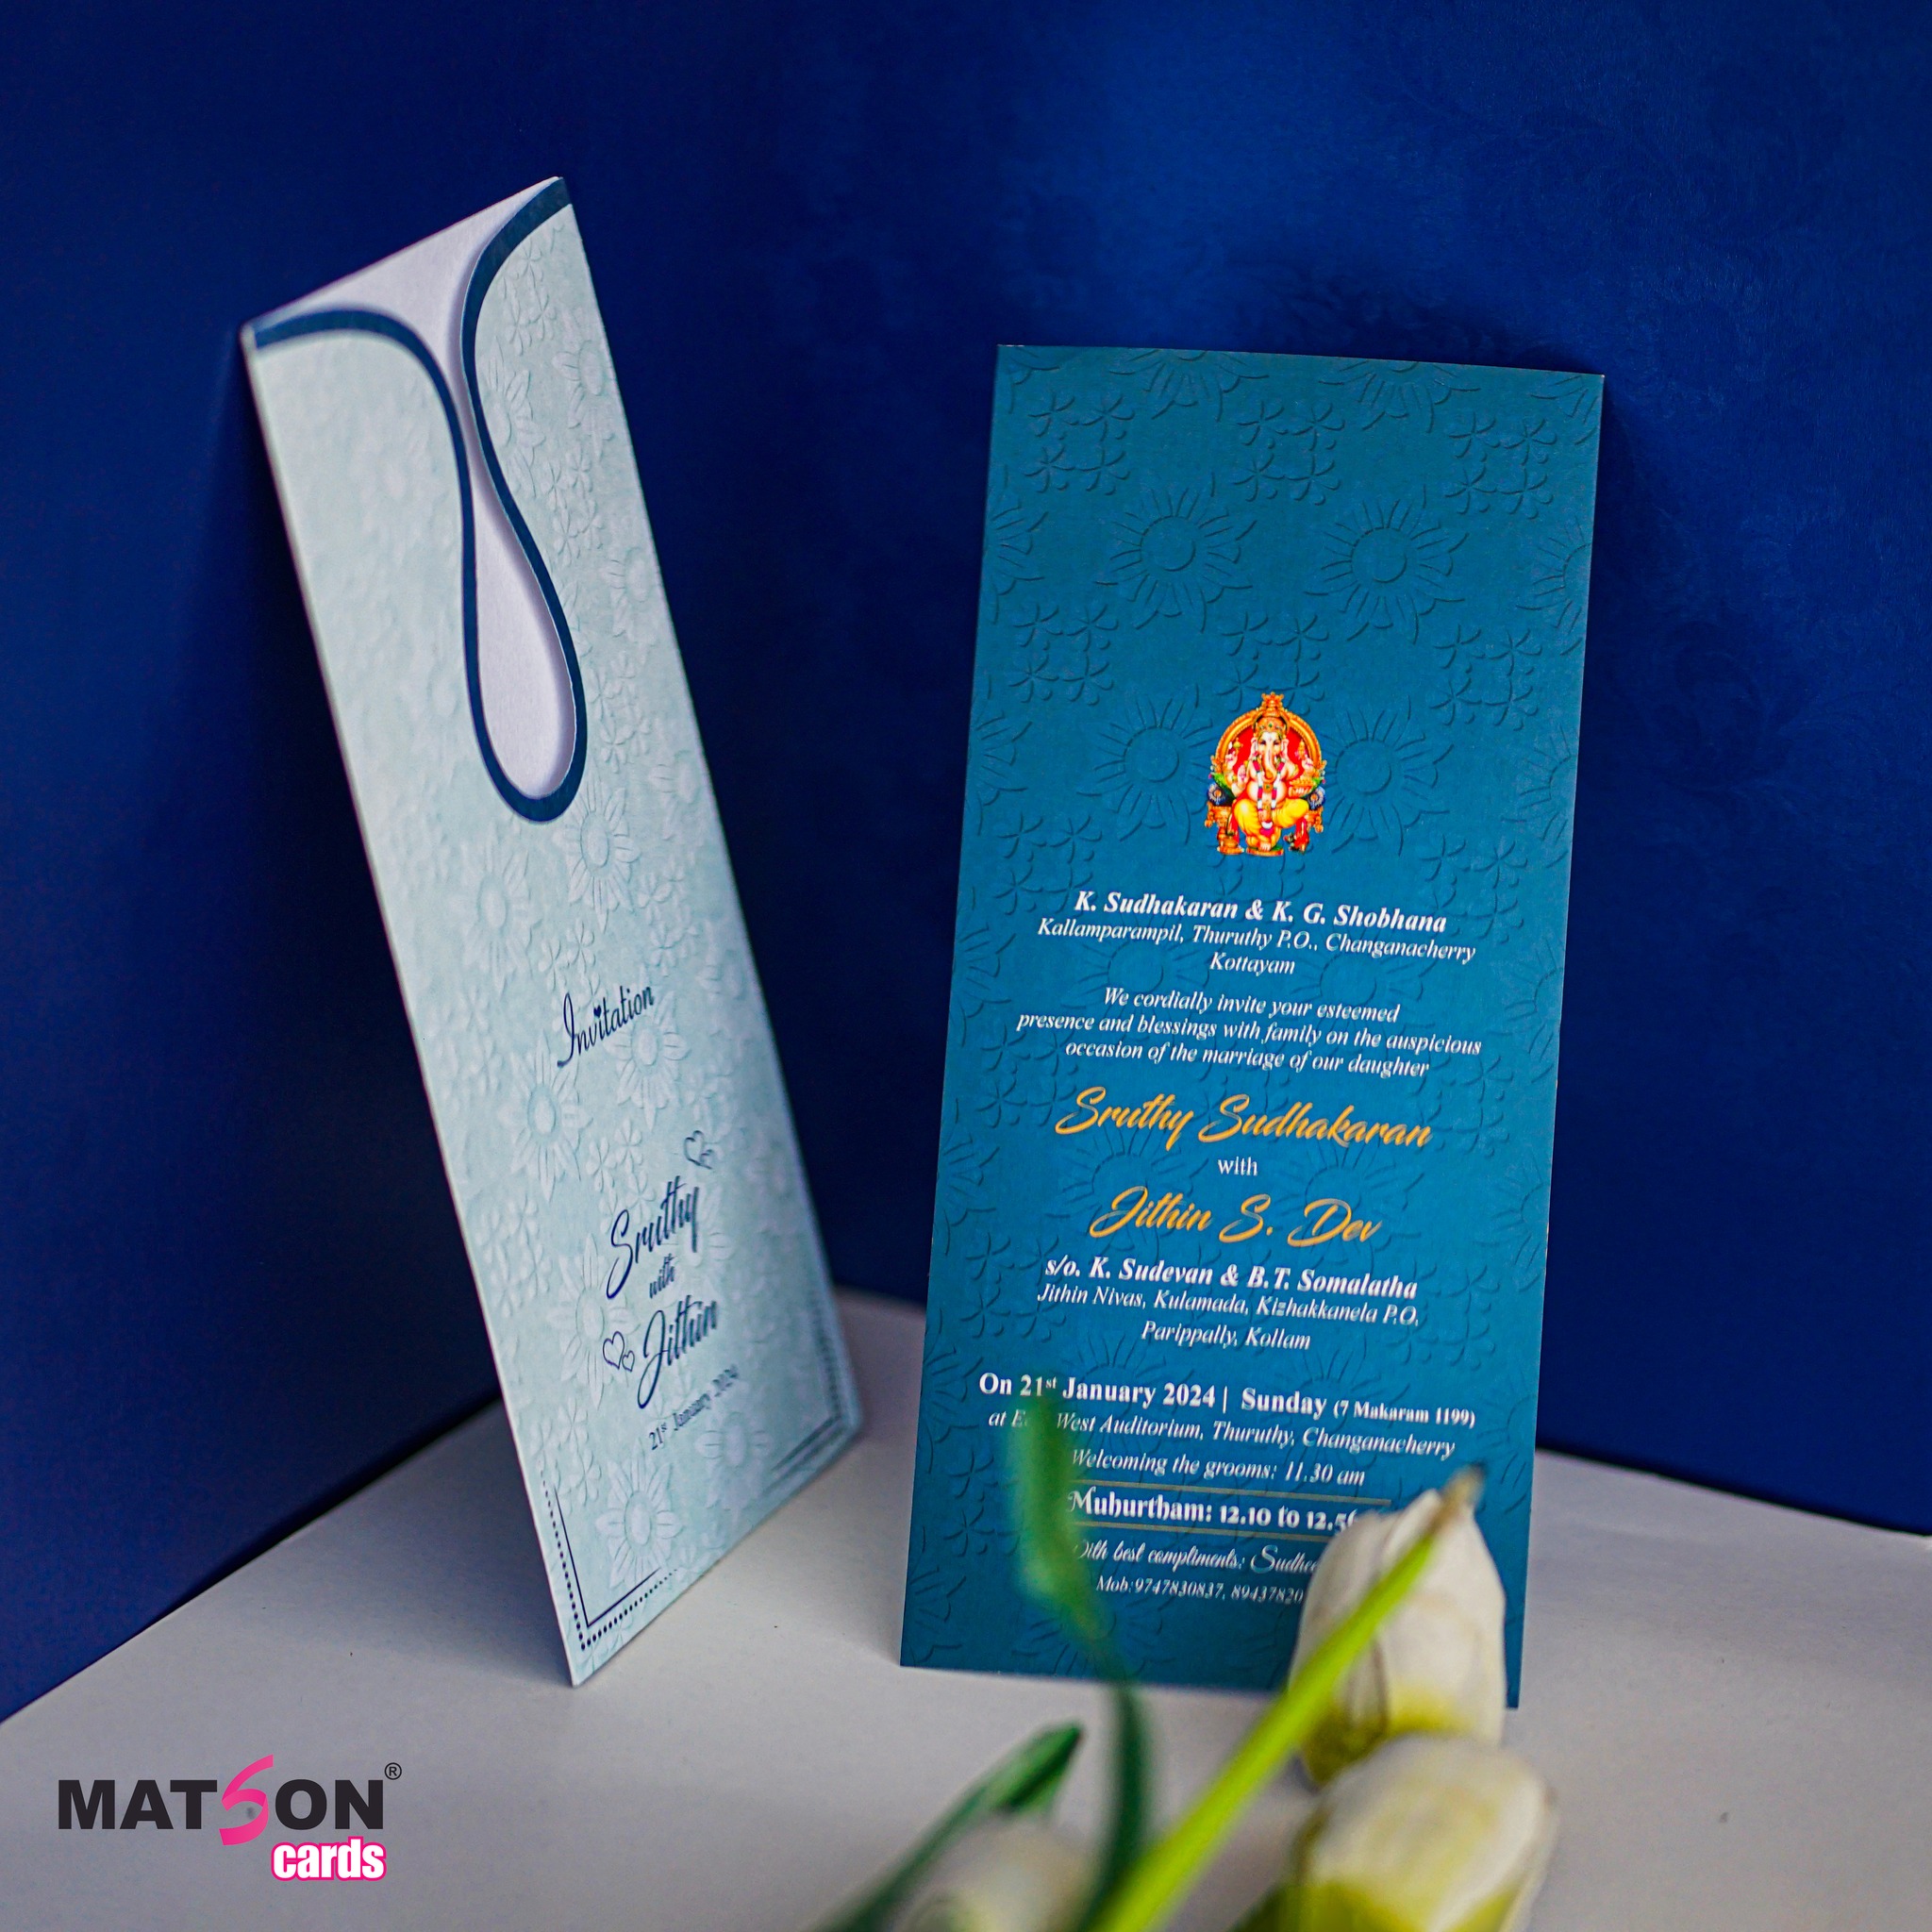 Invitation
Sruthy
with
Jithin
21st January 2024
K. Sudhakaran & K. G. Shobhana
Kallamparampil, Thuruthy P.O., Changanacherry
Kottayam
We cordially invite your esteemed
presence and blessings with family on the auspicious
occasion of the marriage of our daughter
Sruthy Sudhakaran
with
Jithin S. Dev
s/o. K. Sudevan & B.T. Somalatha
Jithin Nivas, Kulamada, Kizhakkanela P.O,
Parippally, Kollam
On 21st January 2024 | Sunday (7 Makaram 1199)
at West Auditorium, Thuruthy, Changanacherry
Welcoming the grooms: 11.30 am
Muhurtham: 12.10 to
With best compliments:
Mob:9747830837,
MATSON®
cards